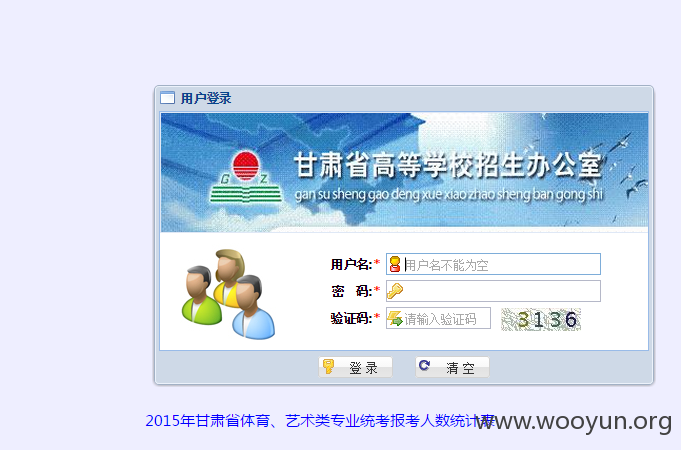 用户登录
甘肃省高等学校招生办公室
gan su sheng gao deng xue xiao zhao sheng ban gong shi
G Z
用户名:* 用户名不能为空
密 码:*
验证码:* 请输入验证码 3136
登 录 清 空
2015年甘肃省体育、艺术类专业统考报考人数统计表
www.wooyun.org